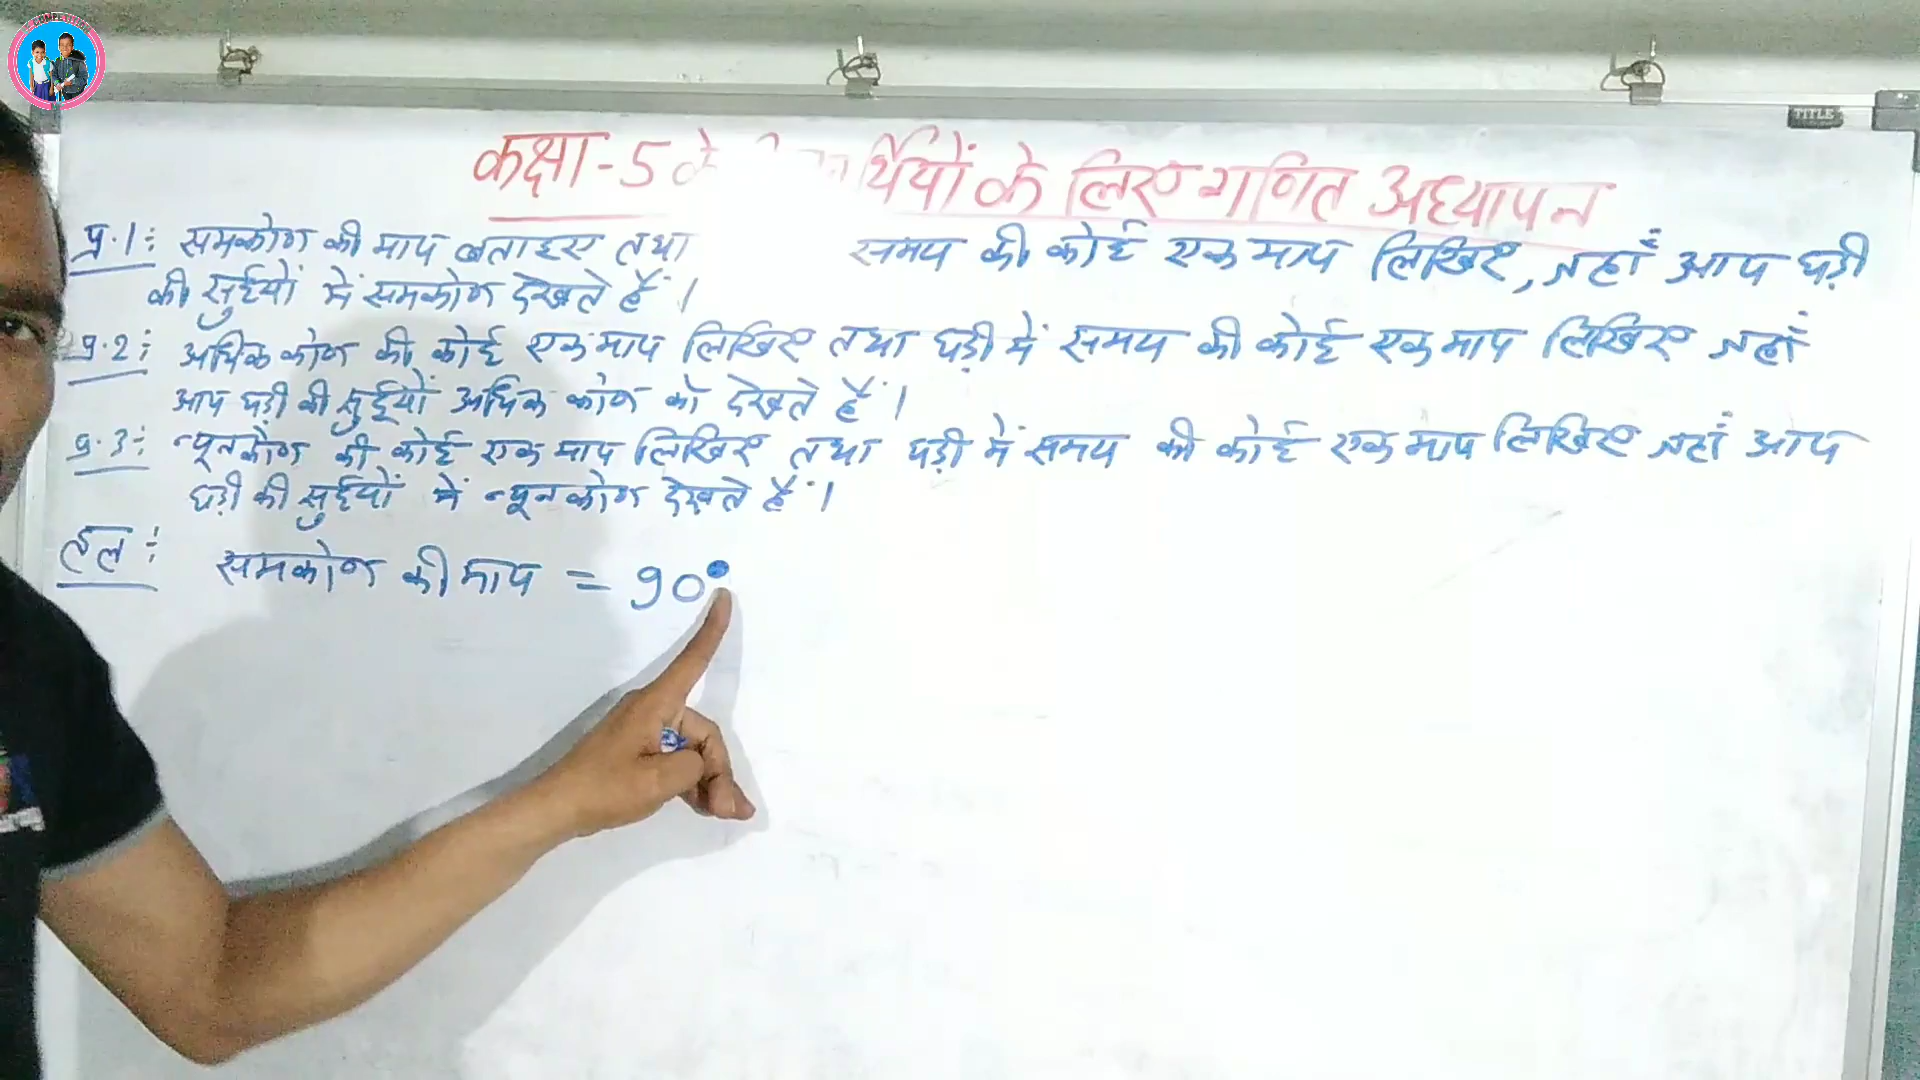 COMPETITION
TITLE
कक्षा-5 के र्थियों के लिए गणित अध्यापन
प्र.1: समकोण की माप बताइए तथा समय की कोई एक माप लिखिए, जहाँ आप घड़ी
की सुईयों में समकोण देखते हैं।
प्र.2: अधिक कोण की कोई एक माप लिखिए तथा घड़ी में समय की कोई एक माप लिखिए जहाँ
आप घड़ी की सुईयों अधिक कोण को देखते हैं।
प्र.3: न्यूनकोण की कोई एक माप लिखिए तथा घड़ी में समय की कोई एक माप लिखिए जहाँ आप
घड़ी की सुईयों में न्यूनकोण देखते हैं।
हल: समकोण की माप = 90°